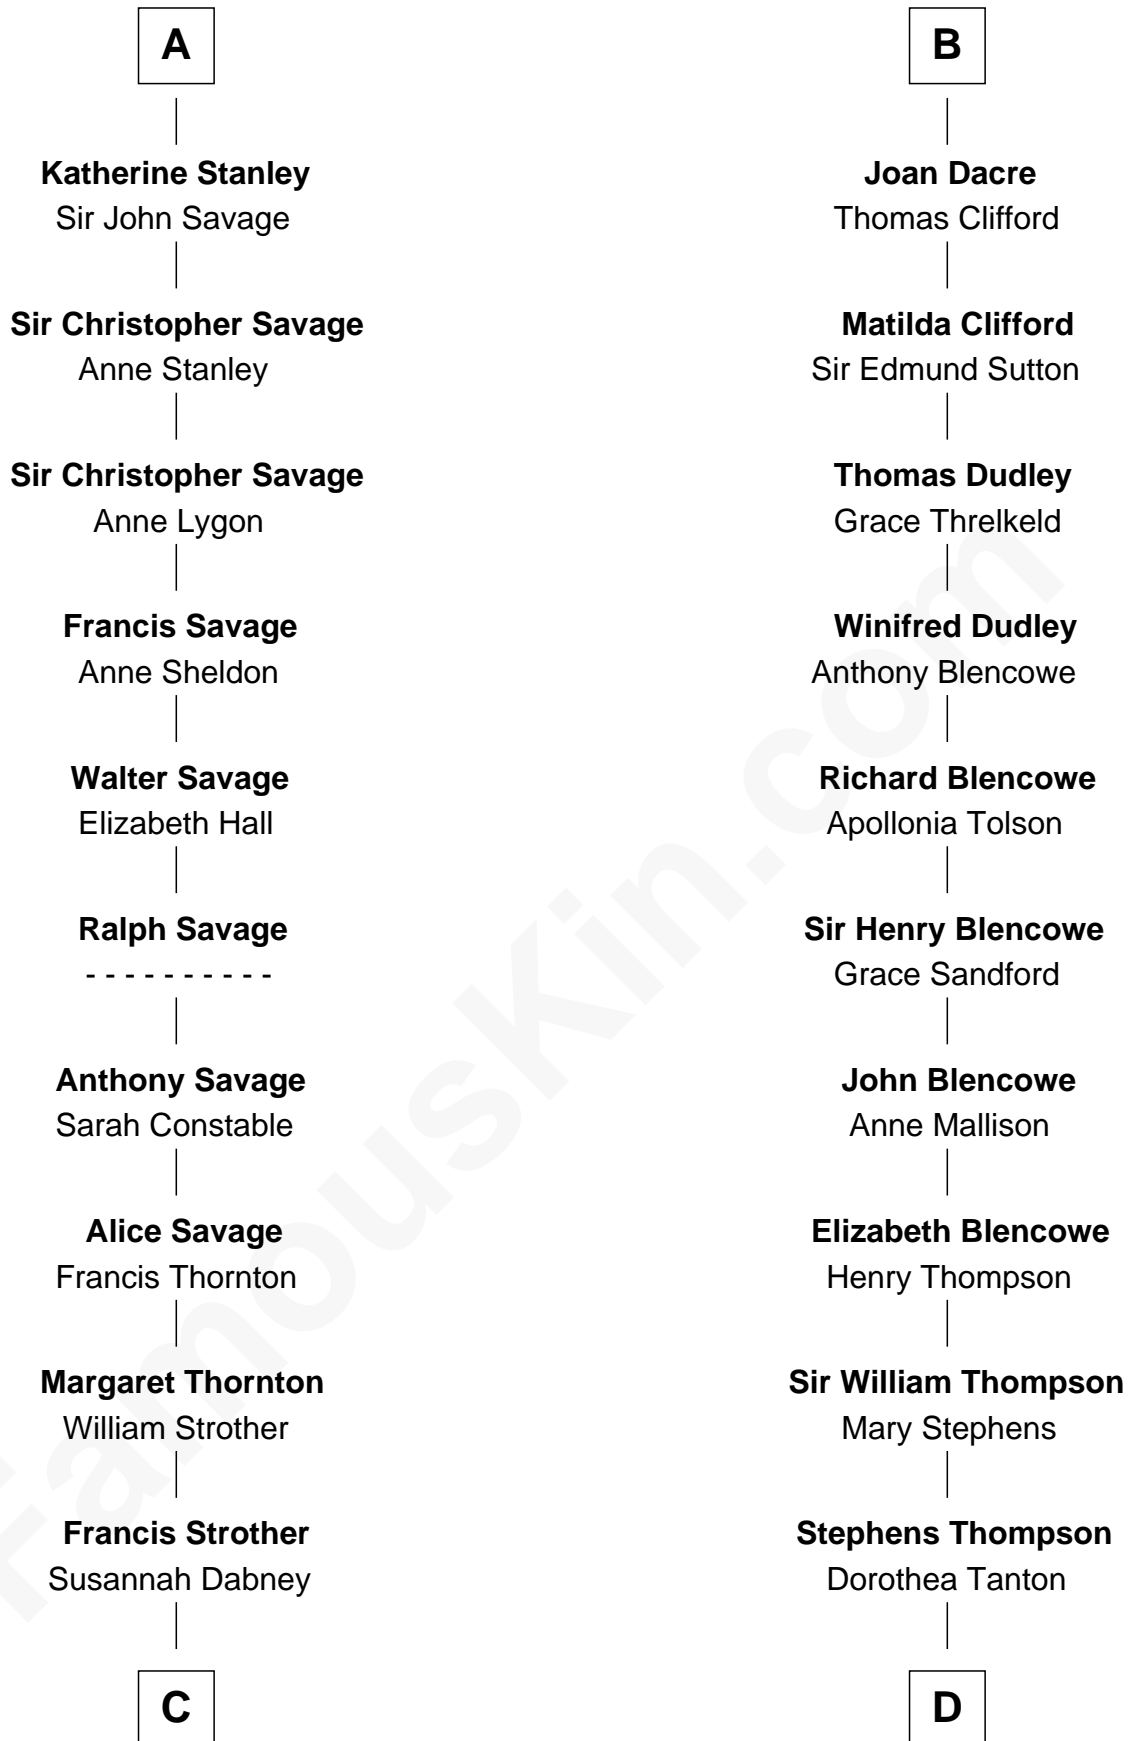 A
Katherine Stanley
Sir John Savage
Sir Christopher Savage
Anne Stanley
Sir Christopher Savage
Anne Lygon
Francis Savage
Anne Sheldon
Walter Savage
Elizabeth Hall
Ralph Savage
- - - - - - - - - -
Anthony Savage
Sarah Constable
Alice Savage
Francis Thornton
Margaret Thornton
William Strother
Francis Strother
Susannah Dabney
C
B
Joan Dacre
Thomas Clifford
Matilda Clifford
Sir Edmund Sutton
Thomas Dudley
Grace Threlkeld
Winifred Dudley
Anthony Blencowe
Richard Blencowe
Apollonia Tolson
Sir Henry Blencowe
Grace Sandford
John Blencowe
Anne Mallison
Elizabeth Blencowe
Henry Thompson
Sir William Thompson
Mary Stephens
Stephens Thompson
Dorothea Tanton
D
FamousKin.com